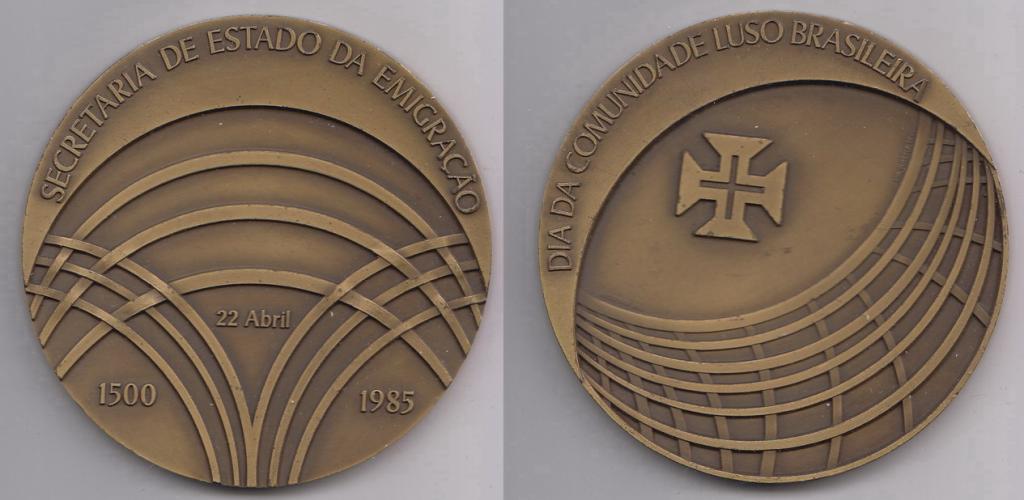 SECRETARIA DE ESTADO DA EMIGRAÇÃO
22 Abril
1500
1985
DIA DA COMUNIDADE LUSO BRASILEIRA